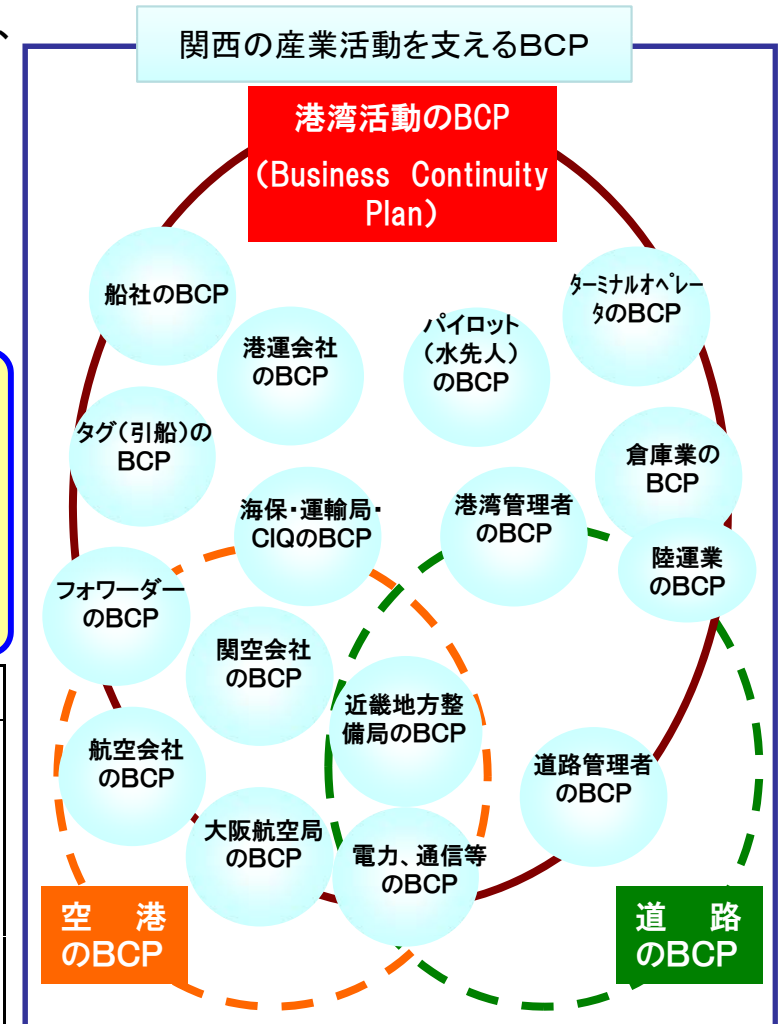 関西の産業活動を支えるBCP
港湾活動のBCP
(Business Continuity
Plan)
船社のBCP
ﾀｰﾐﾅﾙｵﾍﾟﾚｰ
ﾀのBCP
港運会社
のBCP
パイロット
(水先人)
のBCP
タグ(引船)の
BCP
倉庫業の
BCP
海保・運輸局・
CIQのBCP
港湾管理者
のBCP
陸運業
のBCP
フォワーダー
のBCP
関空会社
のBCP
近畿地方整
備局のBCP
航空会社
のBCP
道路管理者
のBCP
大阪航空局
のBCP
電力、通信等
のBCP
空 港
のBCP
道 路
のBCP